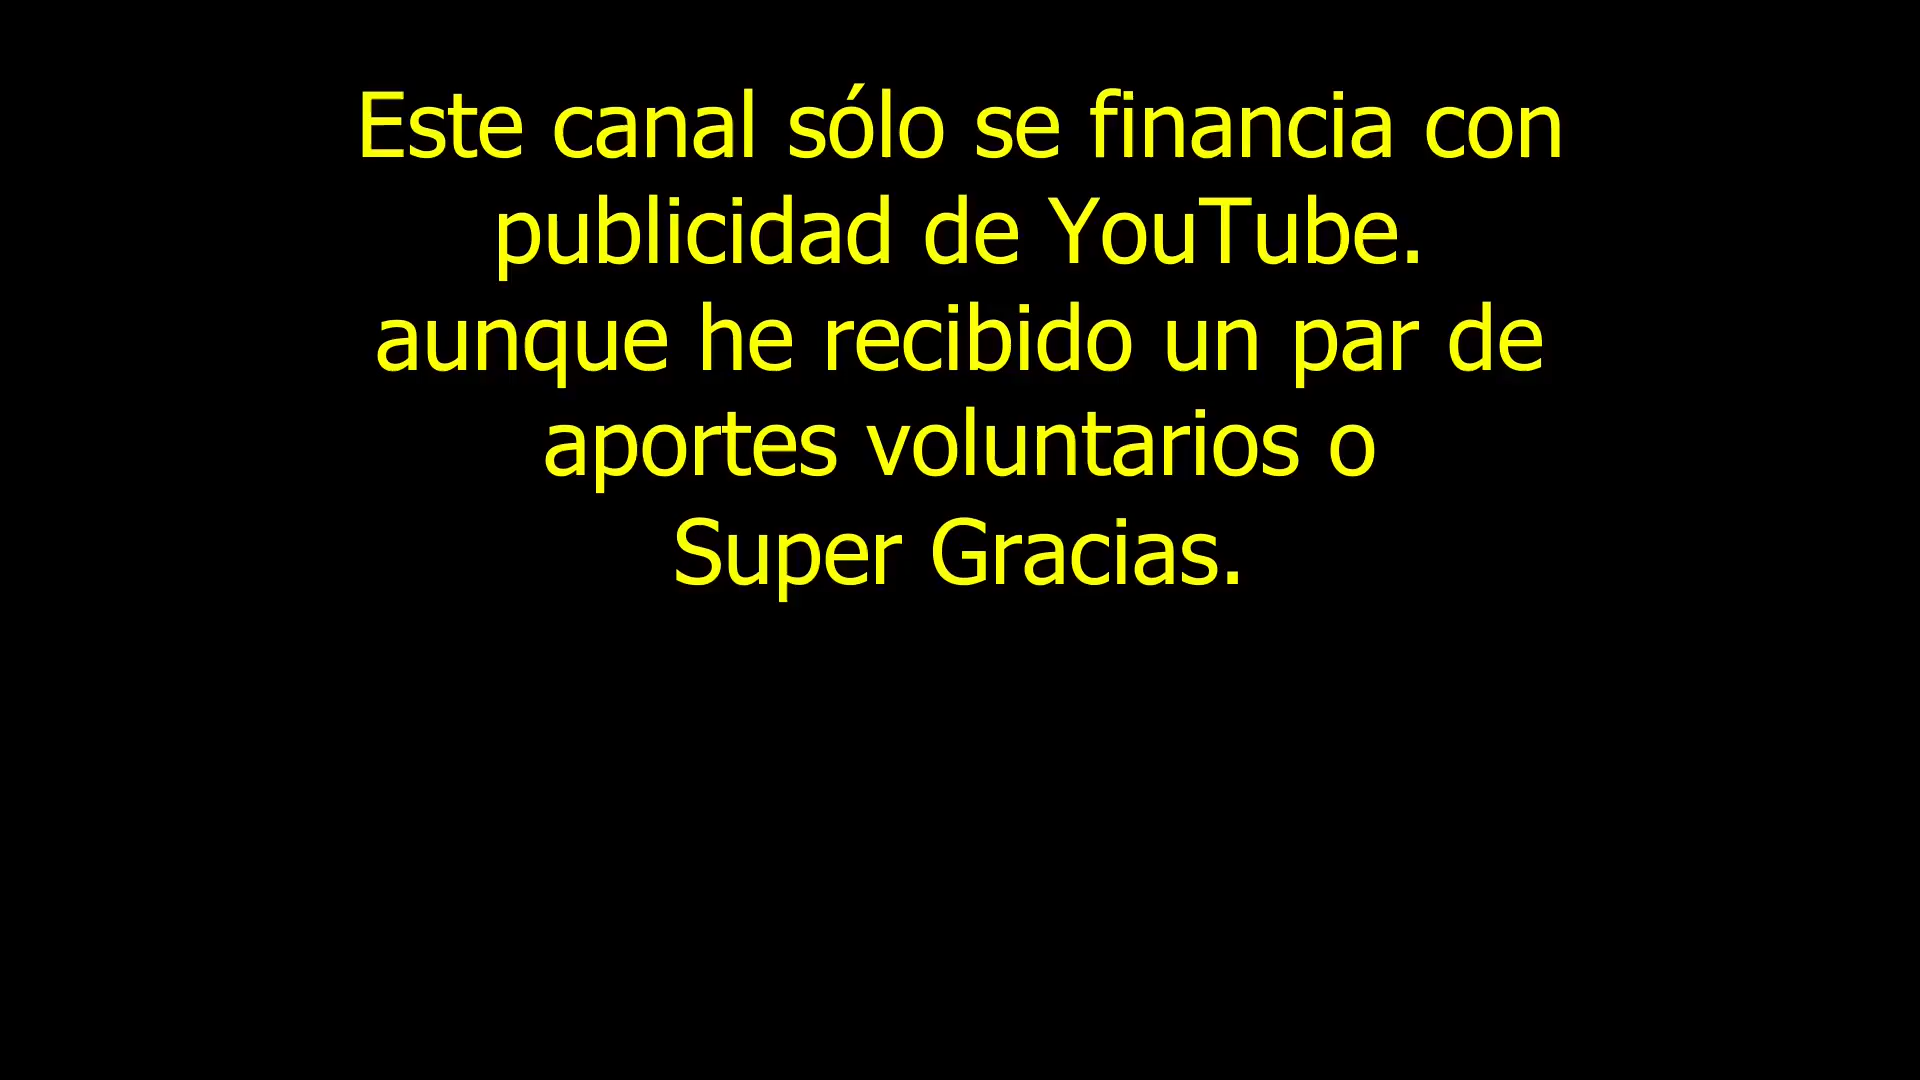 Este canal sólo se financia con
publicidad de YouTube.
aunque he recibido un par de
aportes voluntarios o
Super Gracias.